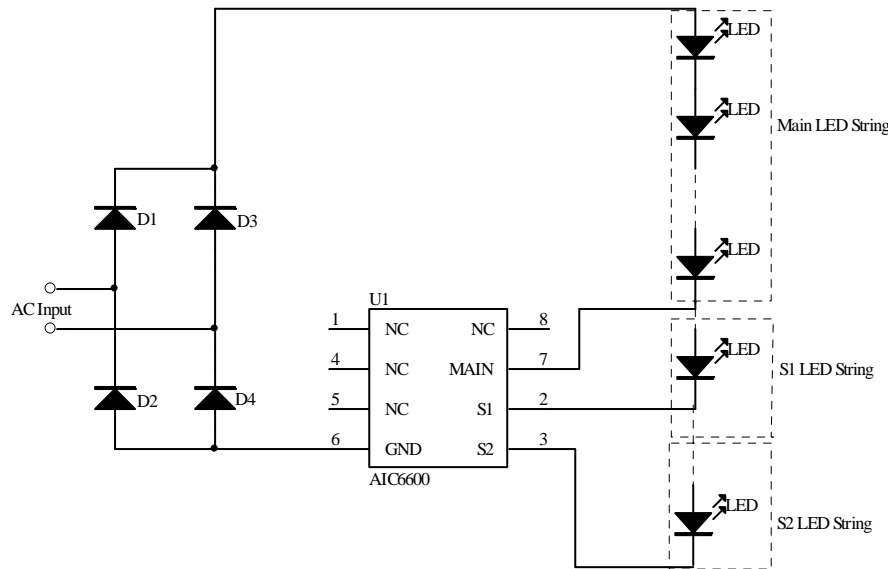 LED
LED
Main LED String
D1
D3
LED
AC Input
U1
1 NC NC 8
4 NC MAIN 7
5 NC S1 2
6 GND S2 3
AIC6600
LED
S1 LED String
D2
D4
LED
S2 LED String